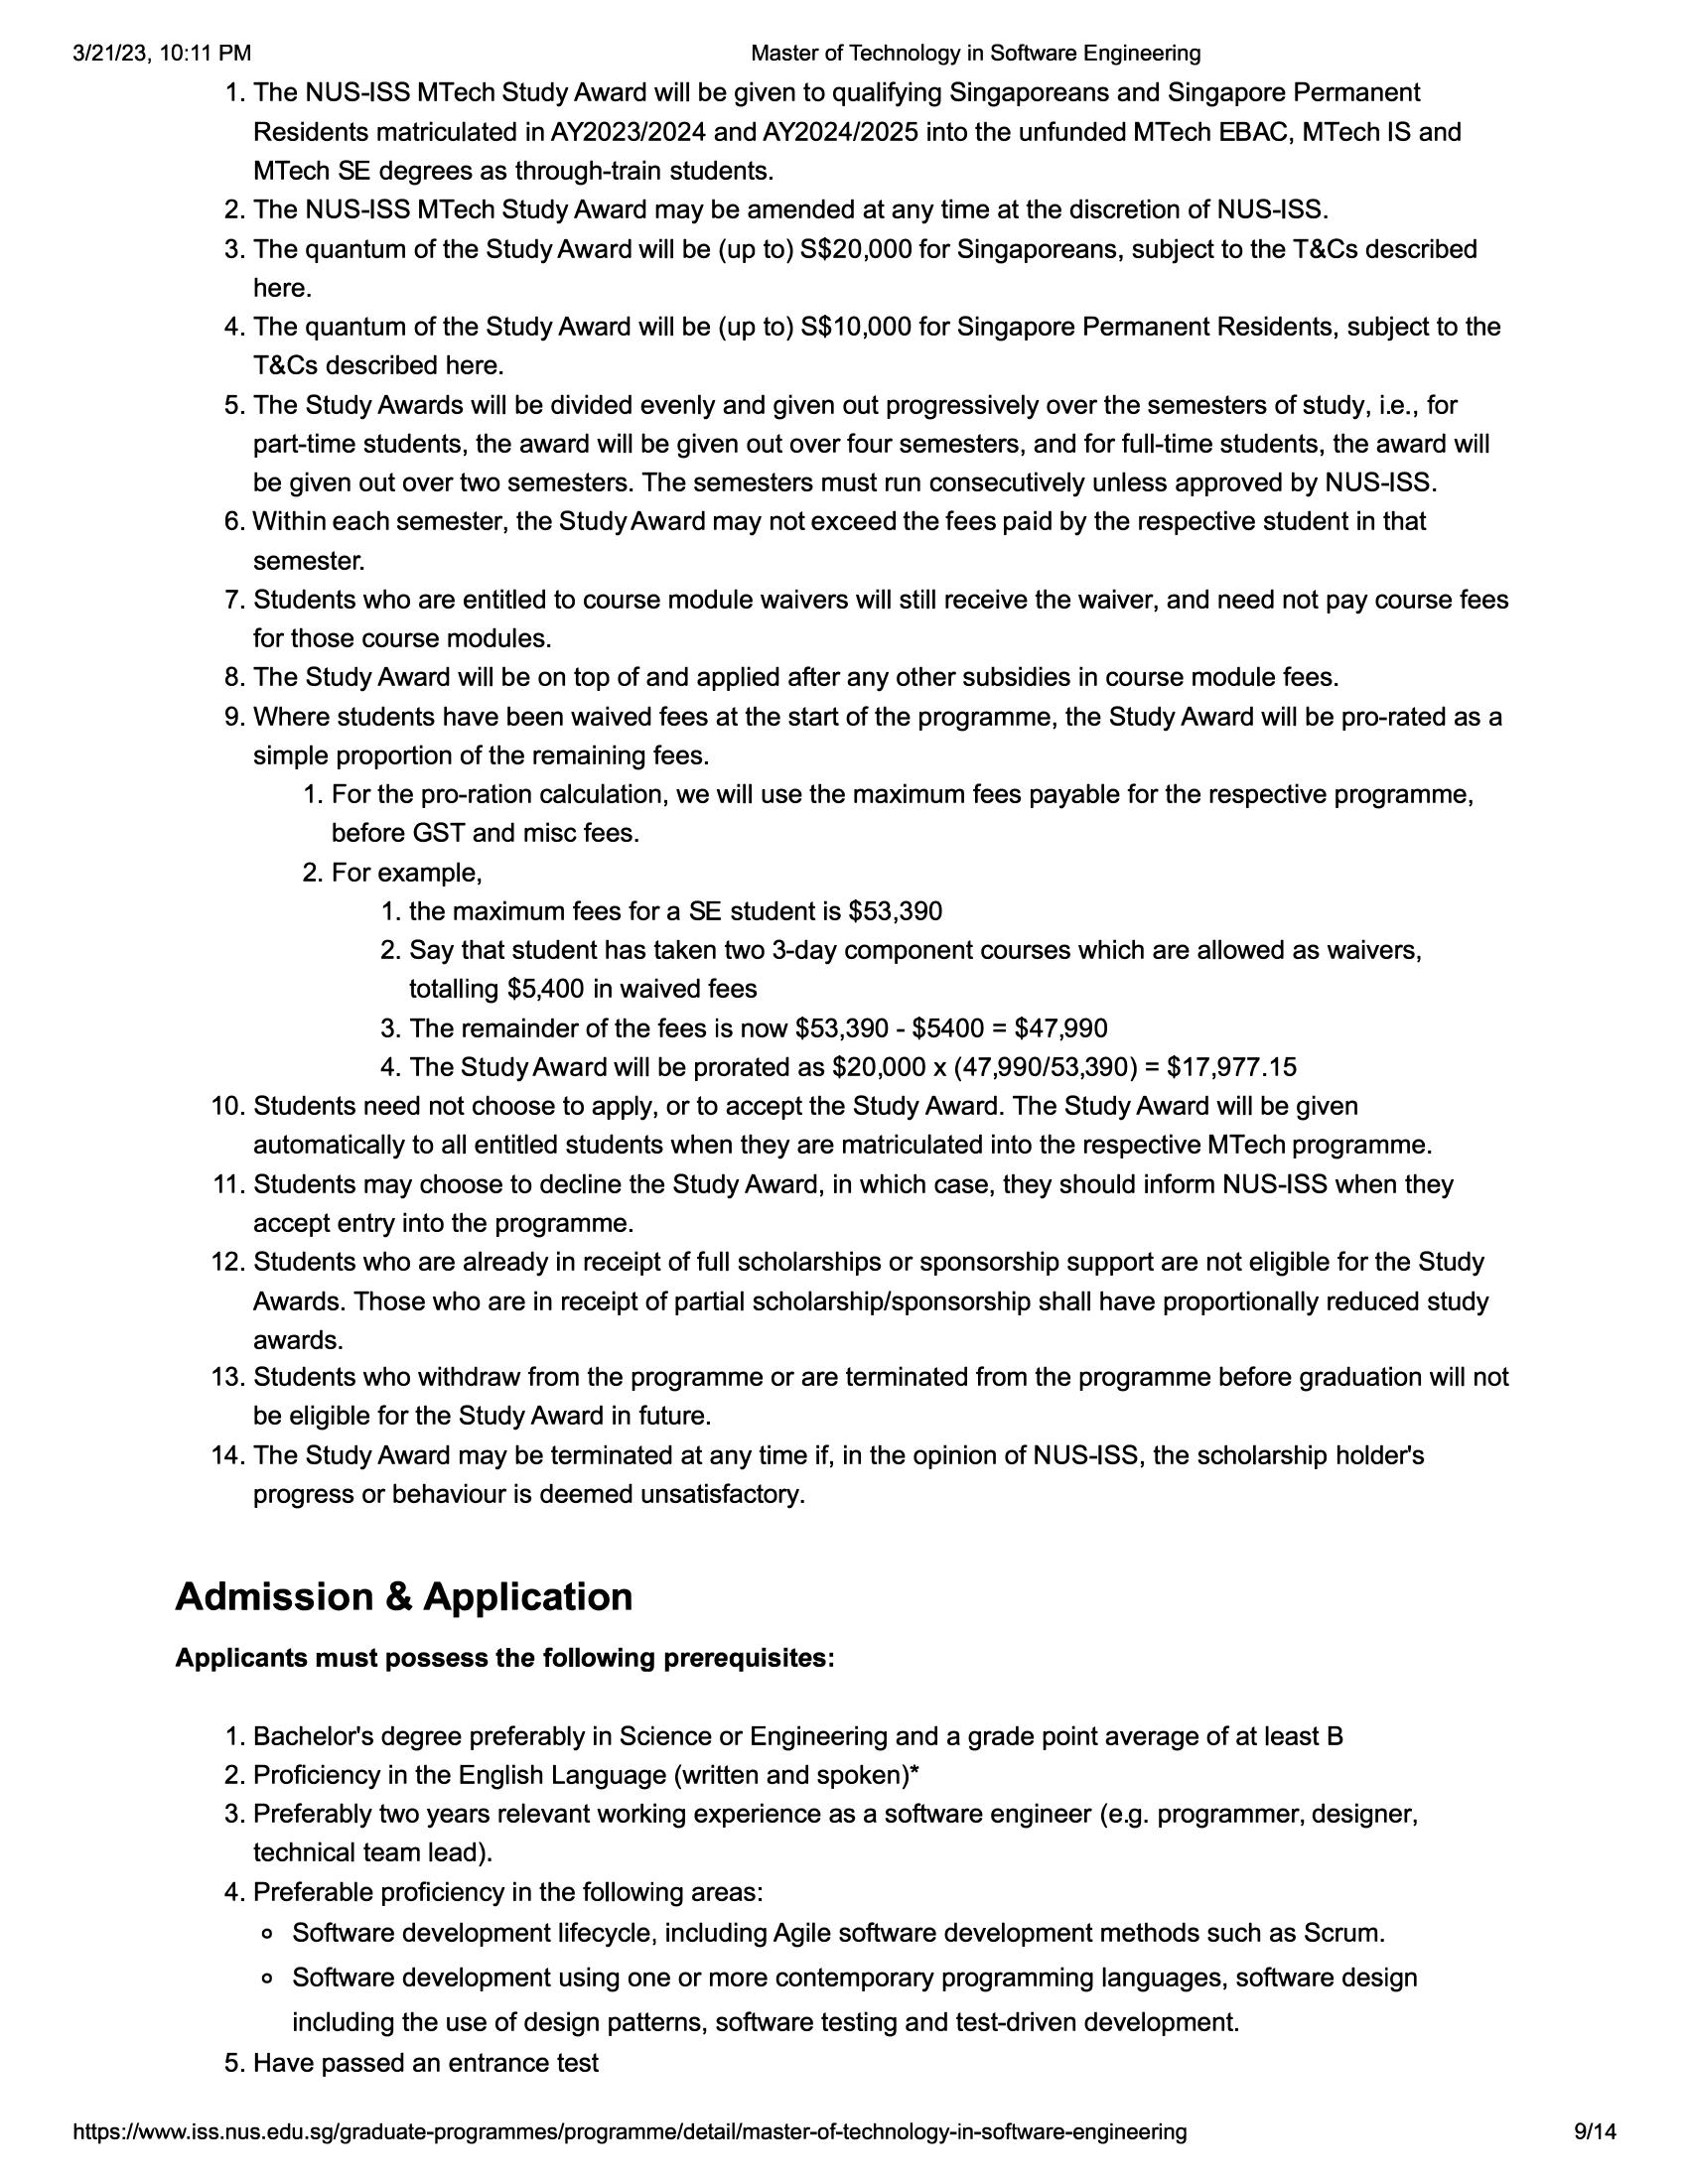 3/21/23, 10:11 PM
Master of Technology in Software Engineering
1. The NUS-ISS MTech Study Award will be given to qualifying Singaporeans and Singapore Permanent
Residents matriculated in AY2023/2024 and AY2024/2025 into the unfunded MTech EBAC, MTech IS and
MTech SE degrees as through-train students.
2. The NUS-ISS MTech Study Award may be amended at any time at the discretion of NUS-ISS.
3. The quantum of the Study Award will be (up to) S$20,000 for Singaporeans, subject to the T&Cs described
here.
4. The quantum of the Study Award will be (up to) S$10,000 for Singapore Permanent Residents, subject to the
T&Cs described here.
5. The Study Awards will be divided evenly and given out progressively over the semesters of study, i.e., for
part-time students, the award will be given out over four semesters, and for full-time students, the award will
be given out over two semesters. The semesters must run consecutively unless approved by NUS-ISS.
6. Within each semester, the Study Award may not exceed the fees paid by the respective student in that
semester.
7. Students who are entitled to course module waivers will still receive the waiver, and need not pay course fees
for those course modules.
8. The Study Award will be on top of and applied after any other subsidies in course module fees.
9. Where students have been waived fees at the start of the programme, the Study Award will be pro-rated as a
simple proportion of the remaining fees.
1. For the pro-ration calculation, we will use the maximum fees payable for the respective programme,
before GST and misc fees.
2. For example,
1. the maximum fees for a SE student is $53,390
2. Say that student has taken two 3-day component courses which are allowed as waivers,
totalling $5,400 in waived fees
3. The remainder of the fees is now $53,390 - $5400 = $47,990
4. The Study Award will be prorated as $20,000 x (47,990/53,390) = $17,977.15
10. Students need not choose to apply, or to accept the Study Award. The Study Award will be given
automatically to all entitled students when they are matriculated into the respective MTech programme.
11. Students may choose to decline the Study Award, in which case, they should inform NUS-ISS when they
accept entry into the programme.
12. Students who are already in receipt of full scholarships or sponsorship support are not eligible for the Study
Awards. Those who are in receipt of partial scholarship/sponsorship shall have proportionally reduced study
awards.
13. Students who withdraw from the programme or are terminated from the programme before graduation will not
be eligible for the Study Award in future.
14. The Study Award may be terminated at any time if, in the opinion of NUS-ISS, the scholarship holder's
progress or behaviour is deemed unsatisfactory.
Admission & Application
Applicants must possess the following prerequisites:
1. Bachelor's degree preferably in Science or Engineering and a grade point average of at least B
2. Proficiency in the English Language (written and spoken)*
3. Preferably two years relevant working experience as a software engineer (e.g. programmer, designer,
technical team lead).
4. Preferable proficiency in the following areas:
Software development lifecycle, including Agile software development methods such as Scrum.
Software development using one or more contemporary programming languages, software design
including the use of design patterns, software testing and test-driven development.
5. Have passed an entrance test
https://www.iss.nus.edu.sg/graduate-programmes/programme/detail/master-of-technology-in-software-engineering
9/14